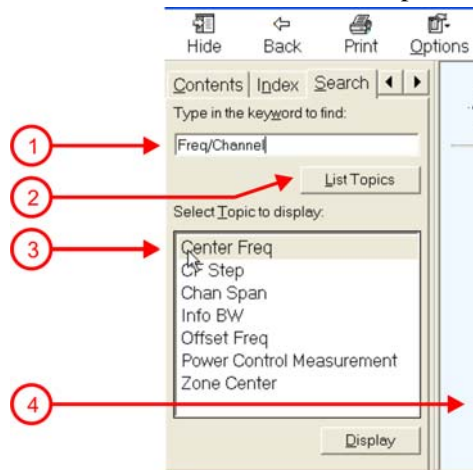 Hide Back Print Options
Contents Index Search
Type in the keyword to find:
1
Freq/Channel
2
List Topics
Select Topic to display:
3
Center Freq
CF Step
Chan Span
Info BW
Offset Freq
Power Control Measurement
Zone Center
4
Display